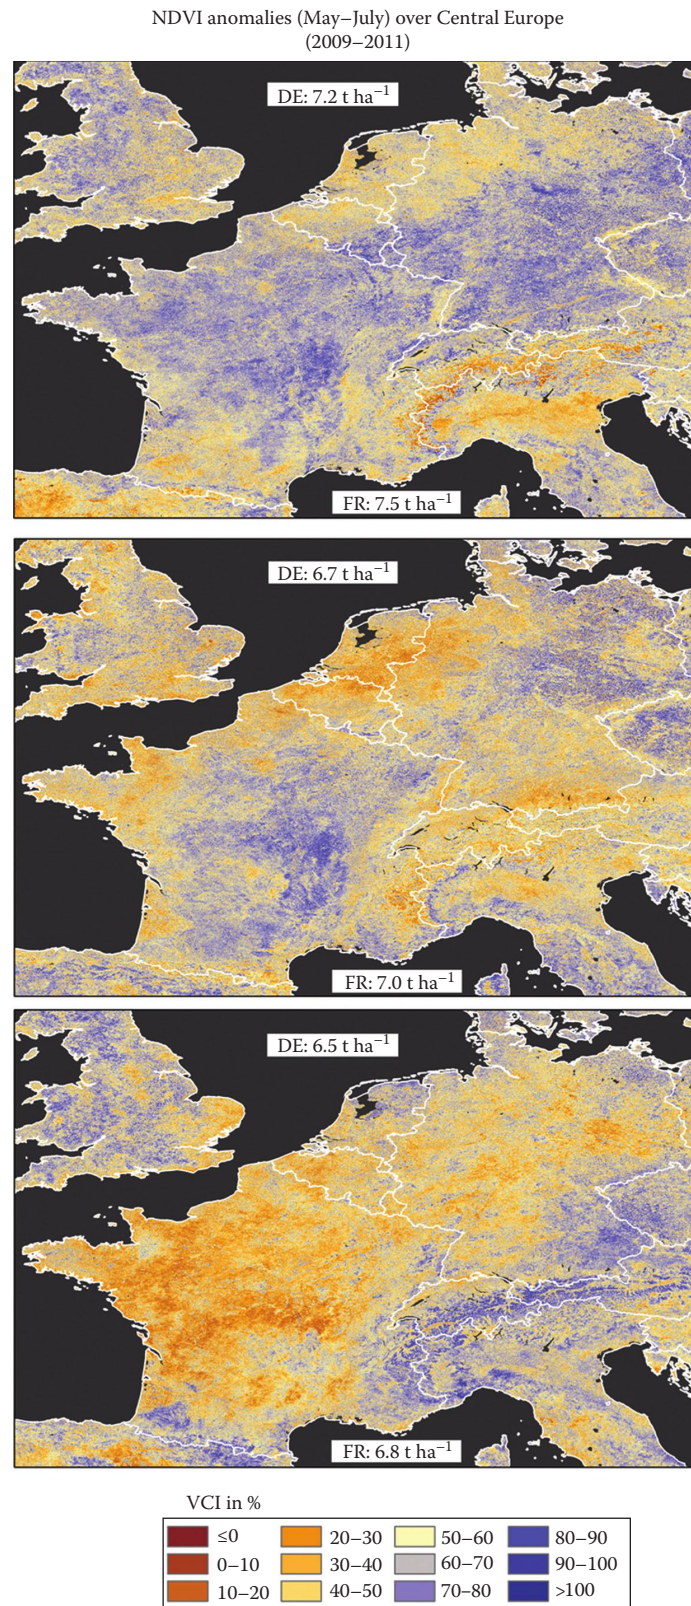 NDVI anomalies (May–July) over Central Europe
(2009–2011)
DE: 7.2 t ha⁻¹
FR: 7.5 t ha⁻¹
DE: 6.7 t ha⁻¹
FR: 7.0 t ha⁻¹
DE: 6.5 t ha⁻¹
FR: 6.8 t ha⁻¹
VCI in %
≤0 20–30 50–60 80–90
0–10 30–40 60–70 90–100
10–20 40–50 70–80 >100